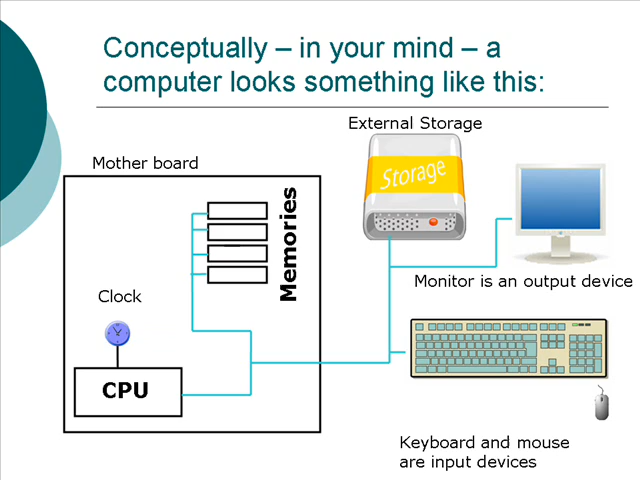 Conceptually – in your mind – a
computer looks something like this:
External Storage
Mother board
Storage
Memories
Monitor is an output device
Clock
CPU
Keyboard and mouse
are input devices